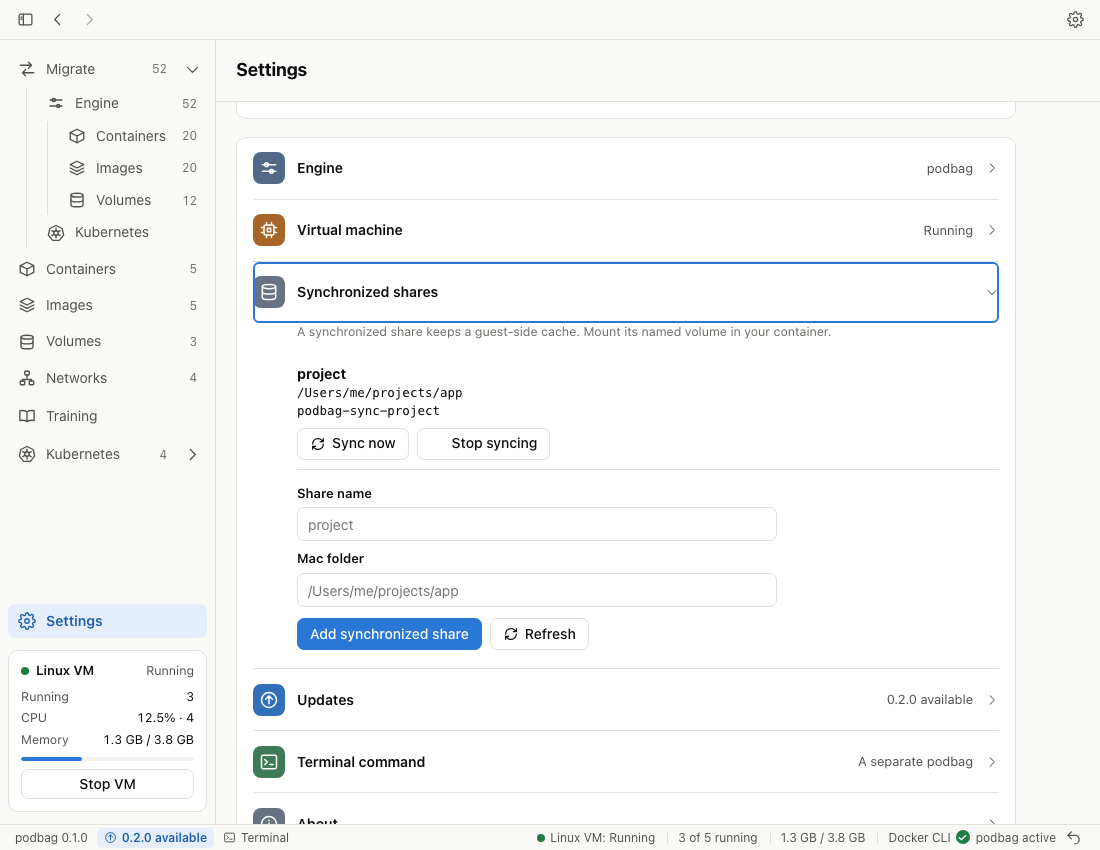 Migrate 52
Engine 52
Containers 20
Images 20
Volumes 12
Kubernetes
Containers 5
Images 5
Volumes 3
Networks 4
Training
Kubernetes 4
Settings
Linux VM Running
Running 3
CPU 12.5% · 4
Memory 1.3 GB / 3.8 GB
Stop VM
Settings
Engine podbag
Virtual machine Running
Synchronized shares
A synchronized share keeps a guest-side cache. Mount its named volume in your container.
project
/Users/me/projects/app
podbag-sync-project
Sync now Stop syncing
Share name
project
Mac folder
/Users/me/projects/app
Add synchronized share Refresh
Updates 0.2.0 available
Terminal command A separate podbag
About
podbag 0.1.0 0.2.0 available Terminal Linux VM: Running 3 of 5 running 1.3 GB / 3.8 GB Docker CLI podbag active